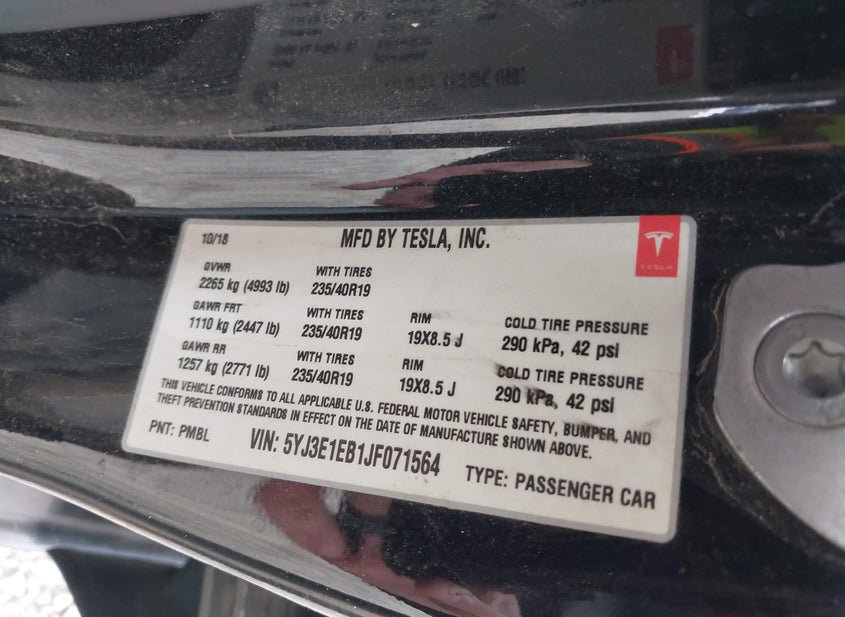 10/18 MFD BY TESLA, INC.
TESLA
GVWR WITH TIRES
2265 kg (4993 lb) 235/40R19
GAWR FRT WITH TIRES RIM COLD TIRE PRESSURE
1110 kg (2447 lb) 235/40R19 19X8.5 J 290 kPa, 42 psi
GAWR RR WITH TIRES RIM COLD TIRE PRESSURE
1257 kg (2771 lb) 235/40R19 19X8.5 J 290 kPa, 42 psi
THIS VEHICLE CONFORMS TO ALL APPLICABLE U.S. FEDERAL MOTOR VEHICLE SAFETY, BUMPER, AND
THEFT PREVENTION STANDARDS IN EFFECT ON THE DATE OF MANUFACTURE SHOWN ABOVE.
PNT: PMBL VIN: 5YJ3E1EB1JF071564 TYPE: PASSENGER CAR